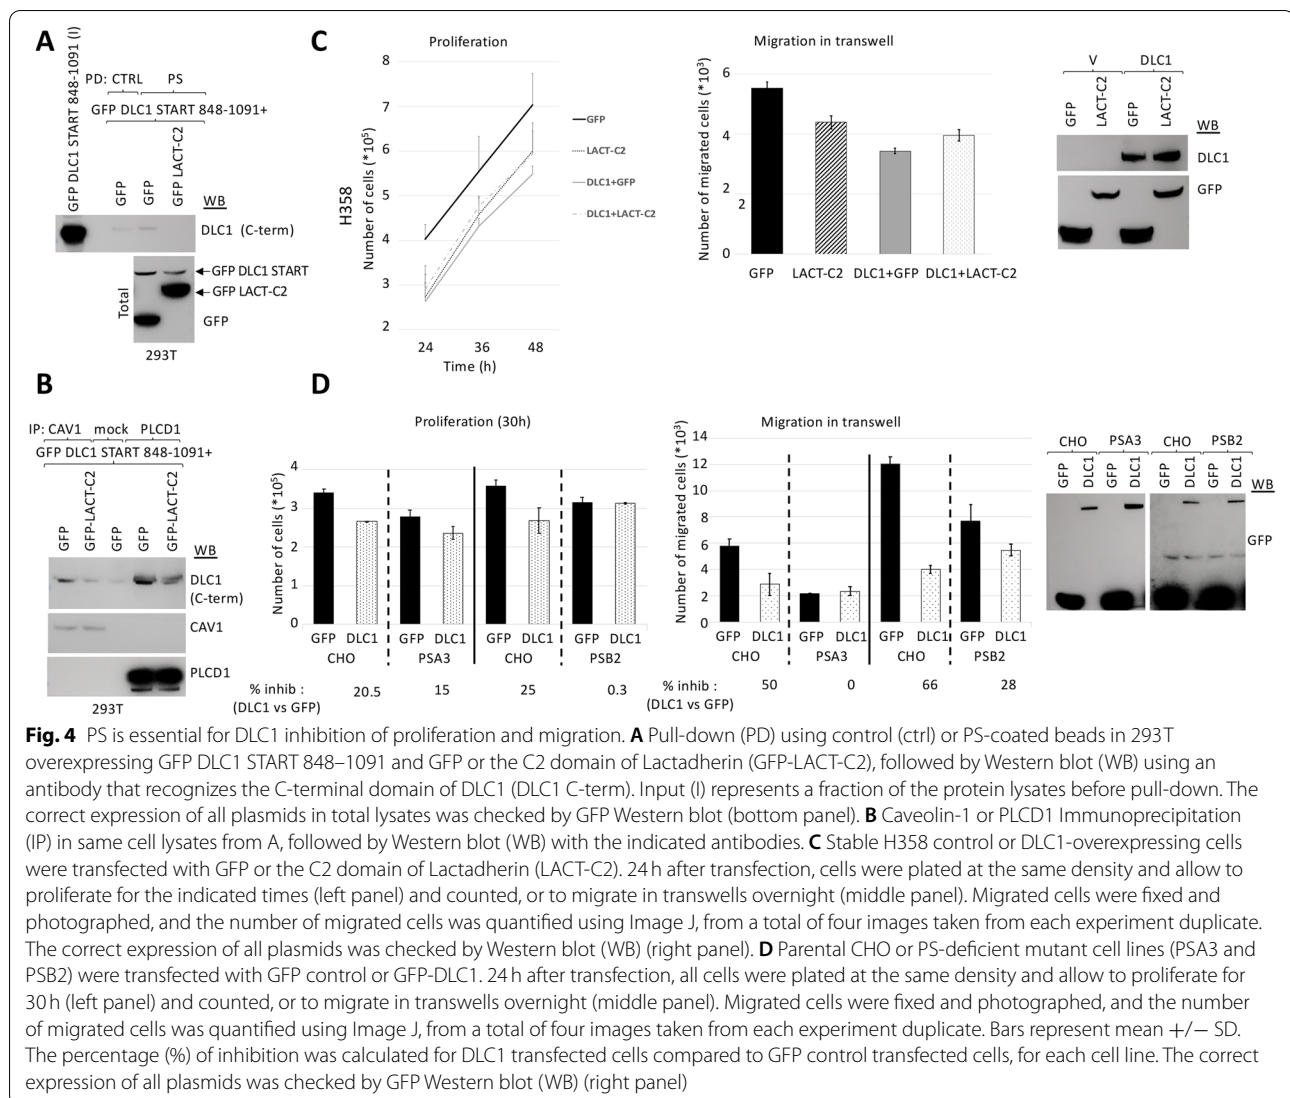 A
GFP DLC1 START 848-1091 (I)
PD: CTRL PS
GFP DLC1 START 848-1091+
GFP
GFP
GFP LACT-C2
WB
DLC1 (C-term)
GFP DLC1 START
GFP LACT-C2
GFP
Total
293T
B
IP: CAV1 mock PLCD1
GFP DLC1 START 848-1091+
GFP
GFP-LACT-C2
GFP
GFP
GFP-LACT-C2
WB
DLC1
(C-term)
CAV1
PLCD1
293T
C
H358
Proliferation
Number of cells (*10⁵)
8
7
6
5
4
3
2
24 36 48
Time (h)
GFP
LACT-C2
DLC1+GFP
DLC1+LACT-C2
Migration in transwell
Number of migrated cells (*10³)
6
4
2
2
0
GFP LACT-C2 DLC1+GFP DLC1+LACT-C2
V DLC1
GFP
LACT-C2
GFP
LACT-C2
WB
DLC1
GFP
D
Proliferation (30h)
Number of cells (*10⁵)
4
3
2
1
0
GFP DLC1 GFP DLC1 GFP DLC1 GFP DLC1
CHO PSA3 CHO PSB2
% inhib : 20.5 15 25 0.3
(DLC1 vs GFP)
Migration in transwell
Number of migrated cells (*10³)
14
12
10
8
6
4
2
0
GFP DLC1 GFP DLC1 GFP DLC1 GFP DLC1
CHO PSA3 CHO PSB2
% inhib : 50 0 66 28
(DLC1 vs GFP)
CHO PSA3 CHO PSB2
GFP
DLC1
GFP
DLC1
GFP
DLC1
GFP
DLC1
WB
GFP
Fig. 4 PS is essential for DLC1 inhibition of proliferation and migration. A Pull-down (PD) using control (ctrl) or PS-coated beads in 293T
overexpressing GFP DLC1 START 848–1091 and GFP or the C2 domain of Lactadherin (GFP-LACT-C2), followed by Western blot (WB) using an
antibody that recognizes the C-terminal domain of DLC1 (DLC1 C-term). Input (I) represents a fraction of the protein lysates before pull-down. The
correct expression of all plasmids in total lysates was checked by GFP Western blot (bottom panel). B Caveolin-1 or PLCD1 Immunoprecipitation
(IP) in same cell lysates from A, followed by Western blot (WB) with the indicated antibodies. C Stable H358 control or DLC1-overexpressing cells
were transfected with GFP or the C2 domain of Lactadherin (LACT-C2). 24 h after transfection, cells were plated at the same density and allow to
proliferate for the indicated times (left panel) and counted, or to migrate in transwells overnight (middle panel). Migrated cells were fixed and
photographed, and the number of migrated cells was quantified using Image J, from a total of four images taken from each experiment duplicate.
The correct expression of all plasmids was checked by Western blot (WB) (right panel). D Parental CHO or PS-deficient mutant cell lines (PSA3 and
PSB2) were transfected with GFP control or GFP-DLC1. 24 h after transfection, all cells were plated at the same density and allow to proliferate for
30 h (left panel) and counted, or to migrate in transwells overnight (middle panel). Migrated cells were fixed and photographed, and the number
of migrated cells was quantified using Image J, from a total of four images taken from each experiment duplicate. Bars represent mean +/− SD.
The percentage (%) of inhibition was calculated for DLC1 transfected cells compared to GFP control transfected cells, for each cell line. The correct
expression of all plasmids was checked by GFP Western blot (WB) (right panel)